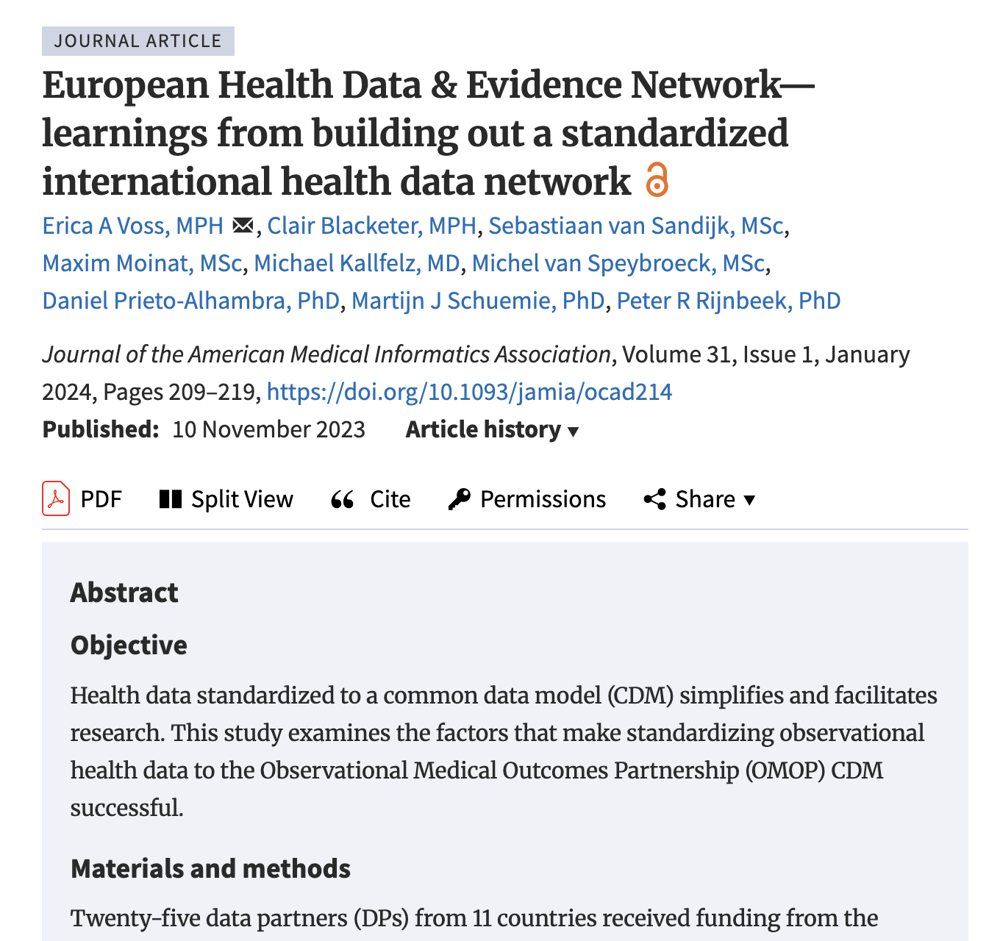 JOURNAL ARTICLE
European Health Data & Evidence Network—
learnings from building out a standardized
international health data network
Erica A Voss, MPH, Clair Blacketer, MPH, Sebastiaan van Sandijk, MSc,
Maxim Moinat, MSc, Michael Kallfelz, MD, Michel van Speybroeck, MSc,
Daniel Prieto-Alhambra, PhD, Martijn J Schuemie, PhD, Peter R Rijnbeek, PhD
Journal of the American Medical Informatics Association, Volume 31, Issue 1, January
2024, Pages 209–219, https://doi.org/10.1093/jamia/ocad214
Published: 10 November 2023 Article history
PDF Split View Cite Permissions Share
Abstract
Objective
Health data standardized to a common data model (CDM) simplifies and facilitates
research. This study examines the factors that make standardizing observational
health data to the Observational Medical Outcomes Partnership (OMOP) CDM
successful.
Materials and methods
Twenty-five data partners (DPs) from 11 countries received funding from the